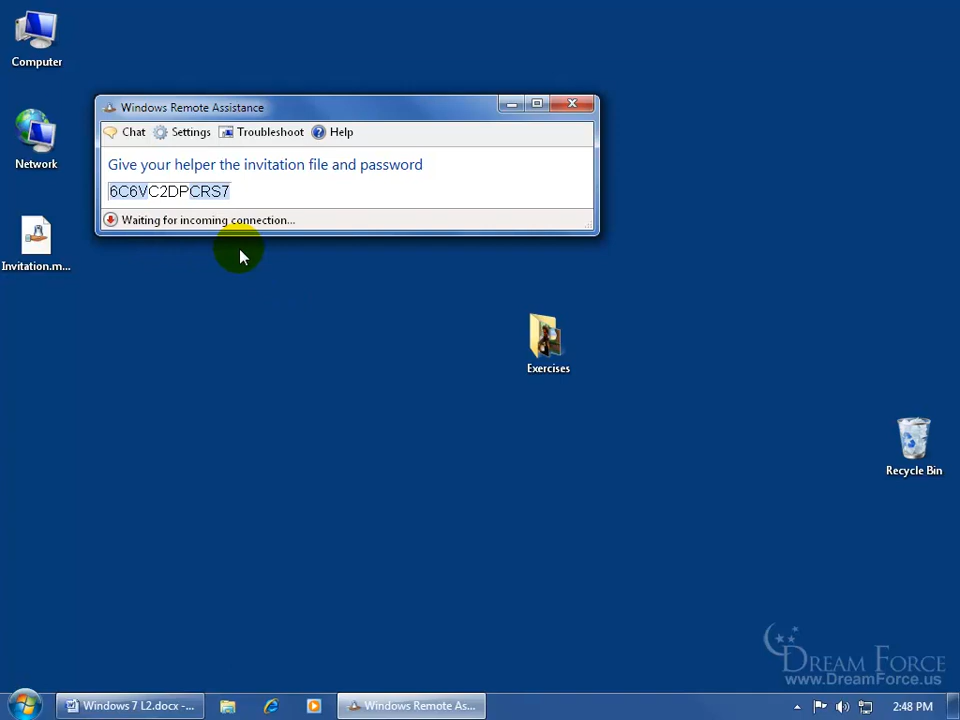 Computer
Windows Remote Assistance
Chat Settings Troubleshoot Help
Network
Give your helper the invitation file and password
6C6VC2DPCRS7
Waiting for incoming connection...
Invitation.m...
Exercises
Recycle Bin
DREAM FORCE
www.DreamForce.us
Windows 7 L2.docx -...
Windows Remote As...
2:48 PM